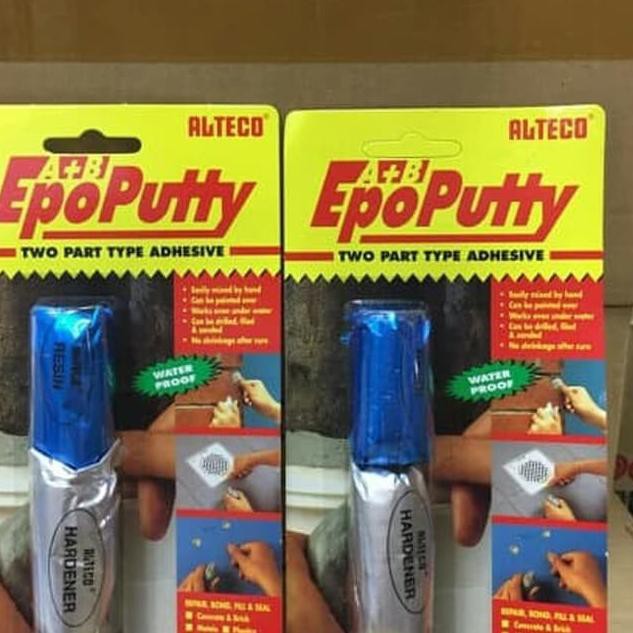 ALTECO®
A+B
EpoPutty
TWO PART TYPE ADHESIVE
• Easily mixed by hand
• Can be painted over
• Works even under water
• Can be drilled, filed
& sanded
• No shrinkage after cure
WATER
PROOF
RESIN
ALTECO®
HARDENER
REPAIR, BOND, FILL & SEAL
Concrete & Brick
Metals Plastics
ALTECO®
A+B
EpoPutty
TWO PART TYPE ADHESIVE
• Easily mixed by hand
• Can be painted over
• Works even under water
• Can be drilled, filed
& sanded
• No shrinkage after cure
WATER
PROOF
ALTECO®
HARDENER
REPAIR, BOND, FILL & SEAL
Concrete & Brick